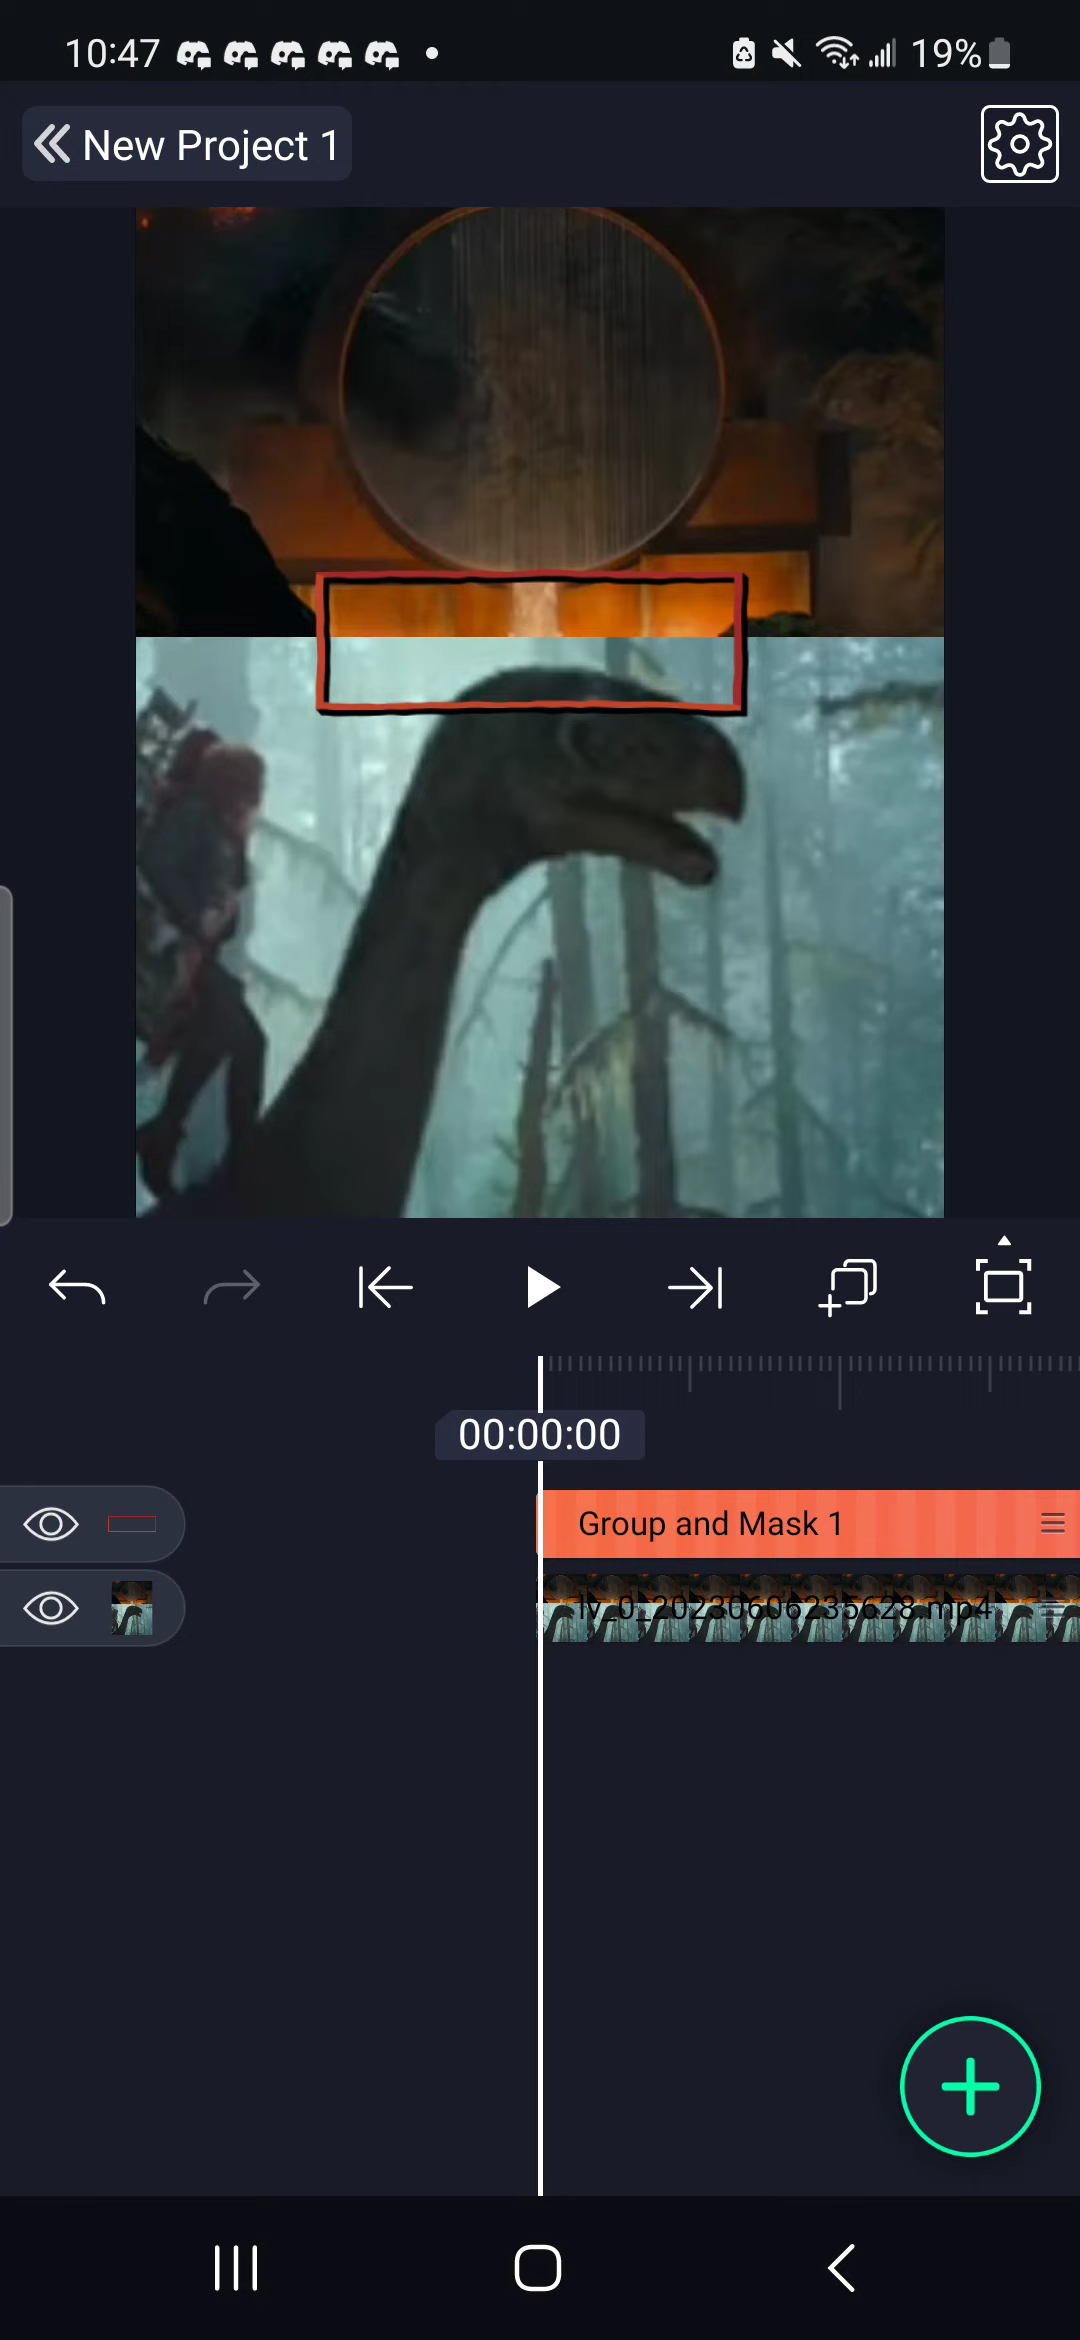 10:47
19%
New Project 1
00:00:00
Group and Mask 1
lv_0_20230606235628.mp4